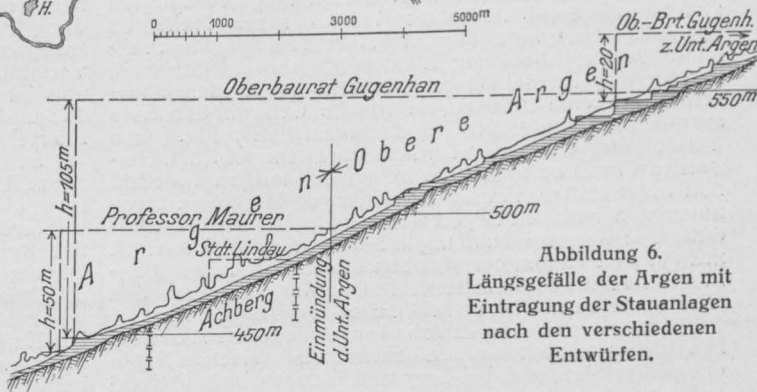 H.
0 1000 3000 5000m
Ob.-Brt. Gugenh.
z. Unt. Argen
h=20m
Oberbaurat Gugenhan
550m
Obere Argen
h=105m
500m
Professor Maurer
Argen
Stdt. Lindau
h=50m
Achberg
450m
Einmündung
d. Unt. Argen
I
I
I
I
I
I
Abbildung 6.
Längsgefälle der Argen mit
Eintragung der Stauanlagen
nach den verschiedenen
Entwürfen.